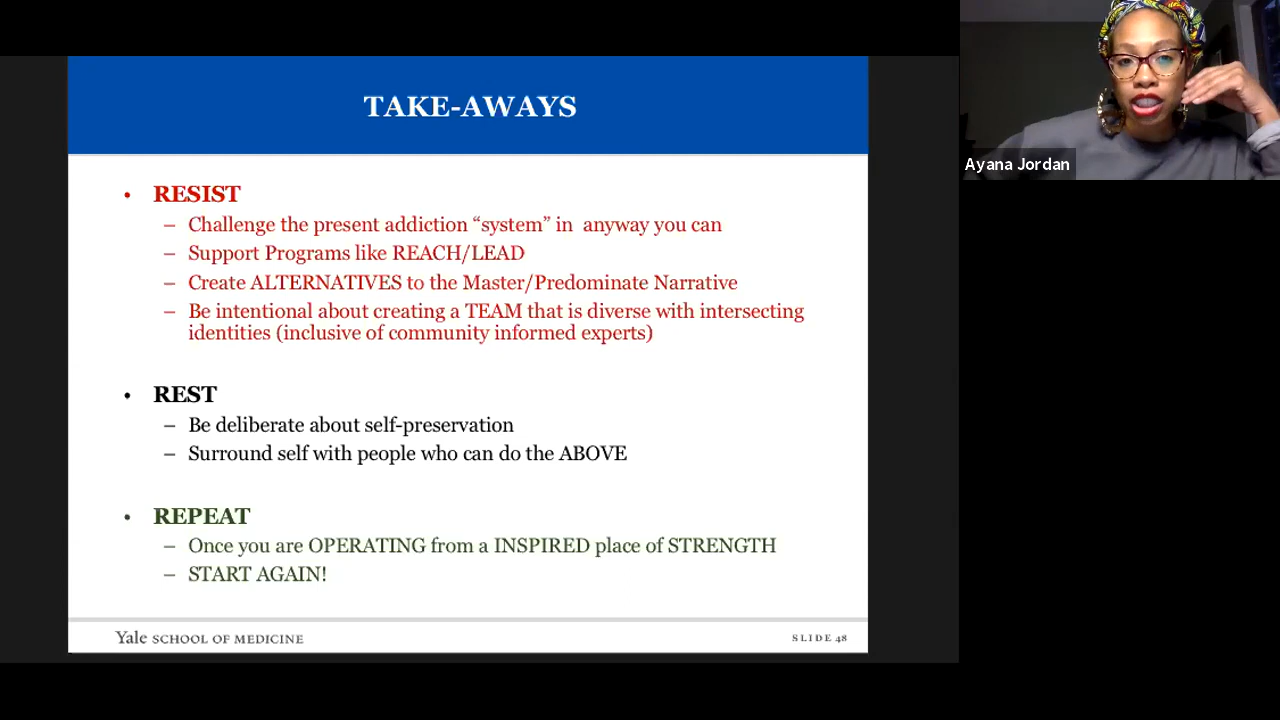 TAKE-AWAYS
Ayana Jordan
• RESIST
– Challenge the present addiction “system” in anyway you can
– Support Programs like REACH/LEAD
– Create ALTERNATIVES to the Master/Predominate Narrative
– Be intentional about creating a TEAM that is diverse with intersecting
identities (inclusive of community informed experts)
• REST
– Be deliberate about self-preservation
– Surround self with people who can do the ABOVE
• REPEAT
– Once you are OPERATING from a INSPIRED place of STRENGTH
– START AGAIN!
Yale SCHOOL OF MEDICINE
SLIDE 48